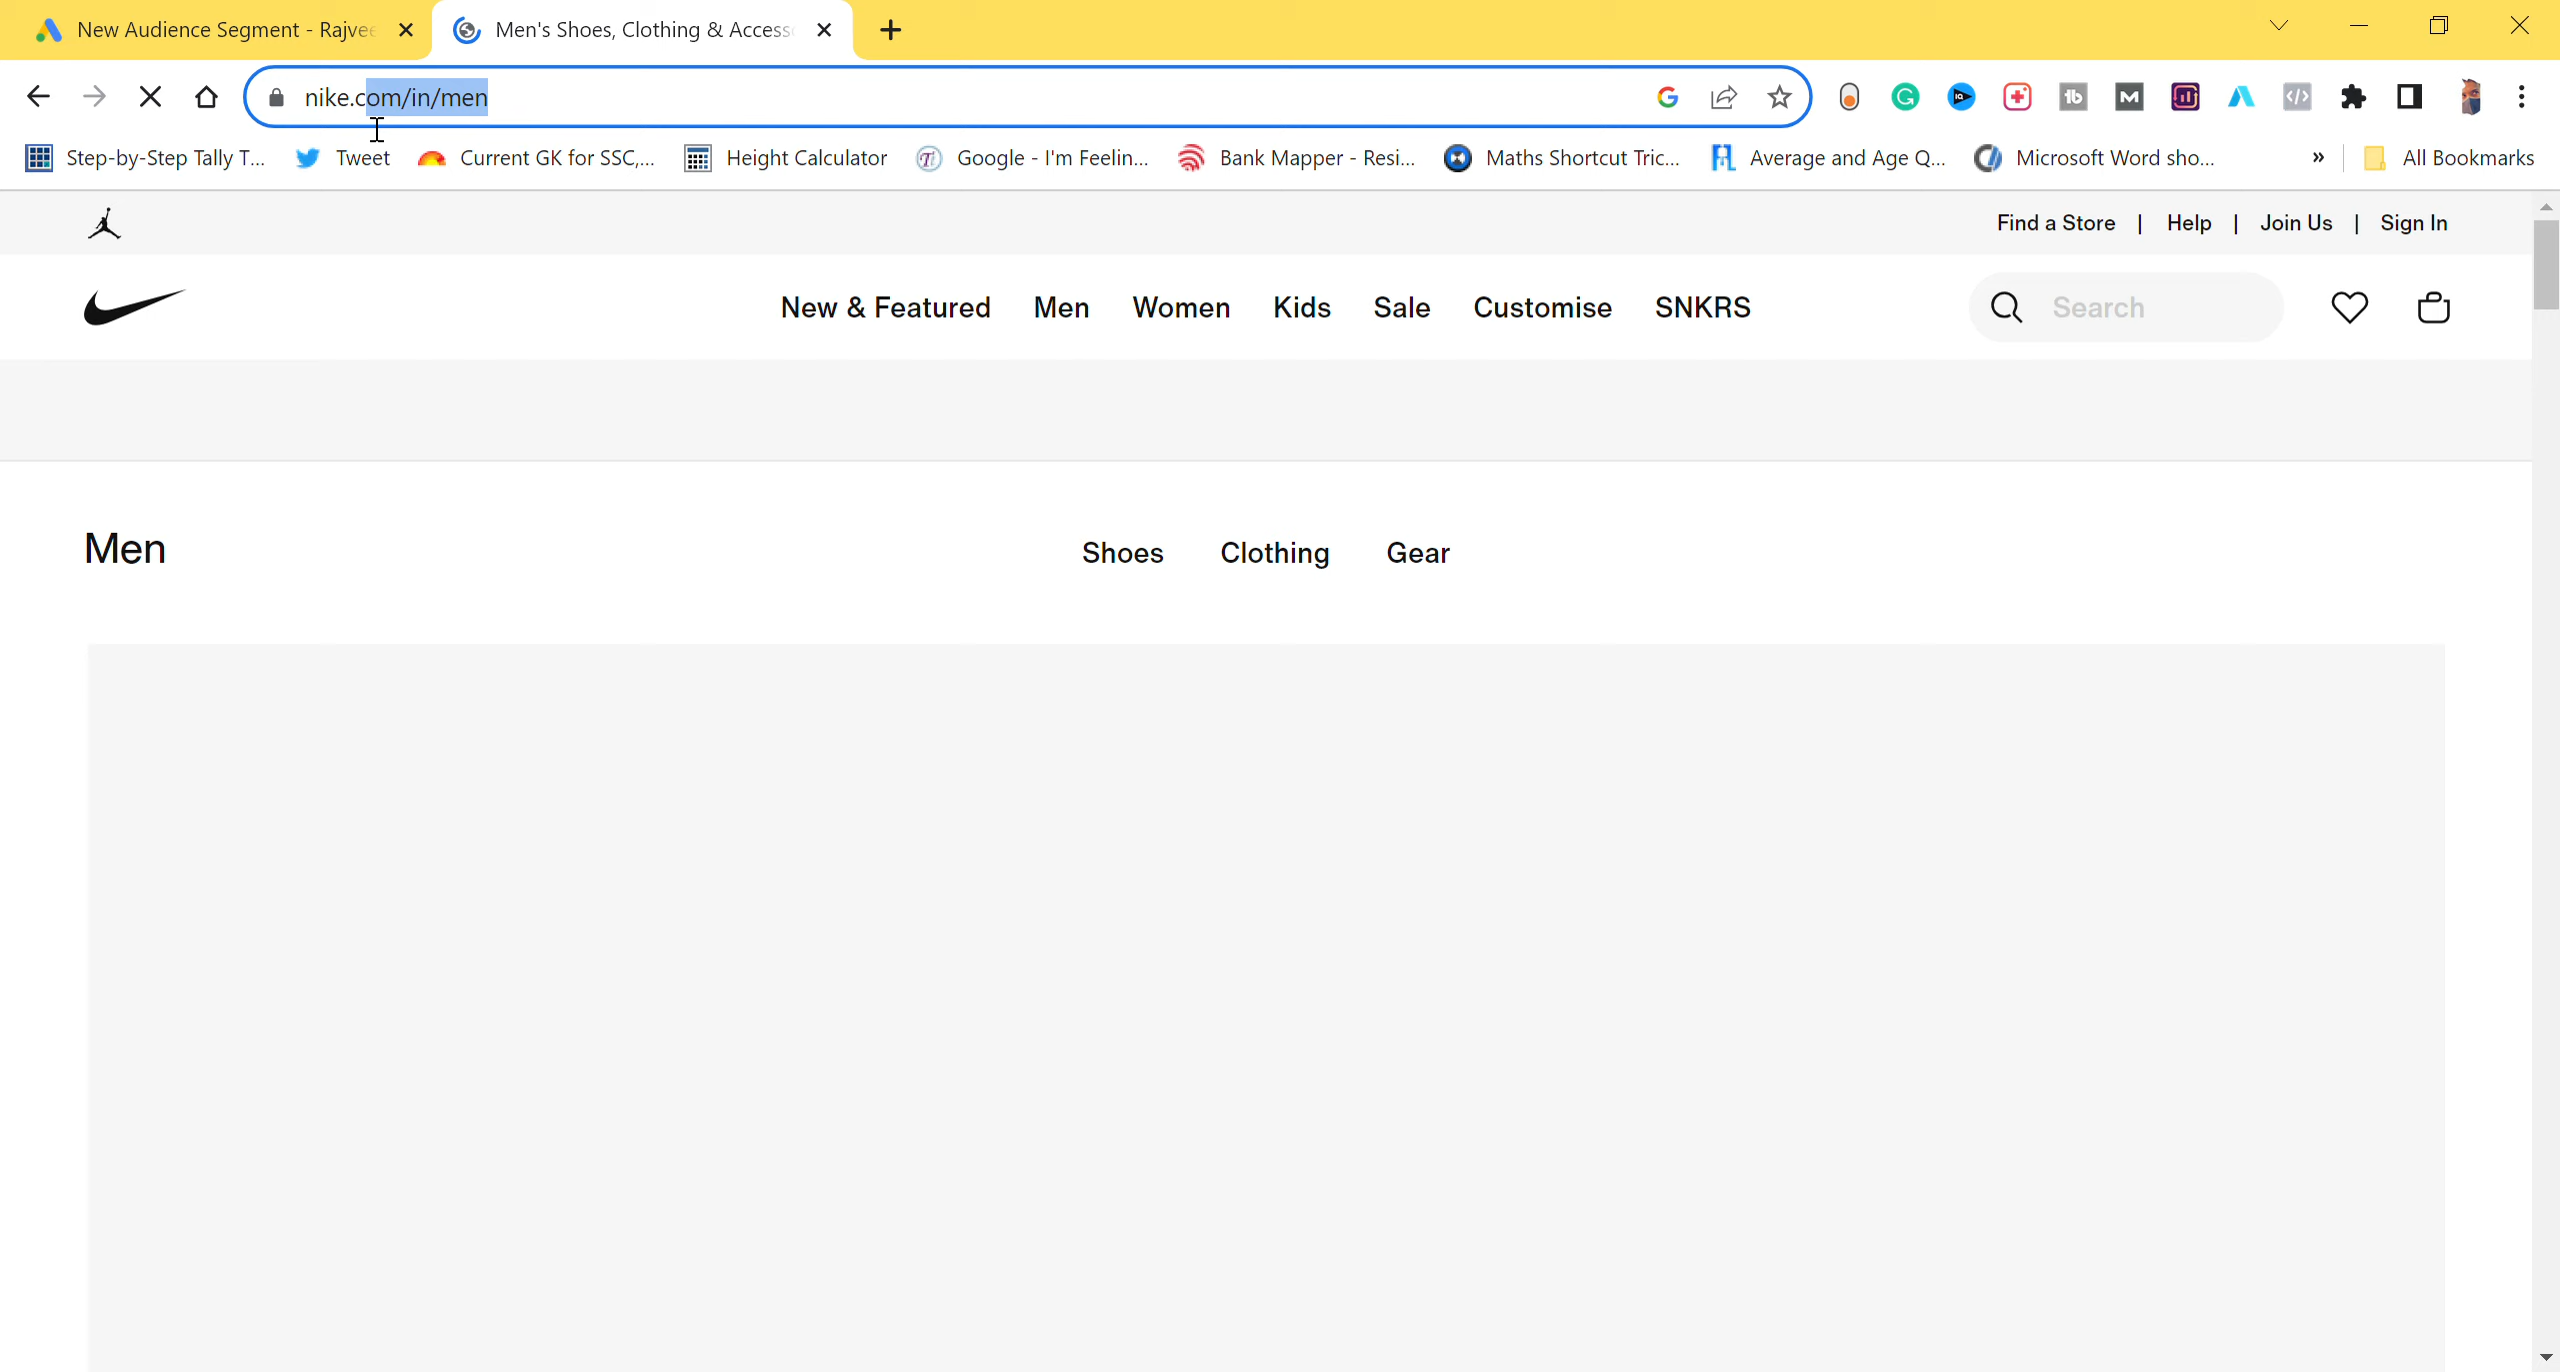 New Audience Segment - Rajvee
Men's Shoes, Clothing & Access
nike.com/in/men
Step-by-Step Tally T...
Tweet
Current GK for SSC,...
Height Calculator
Google - I'm Feelin...
Bank Mapper - Resi...
Maths Shortcut Tric...
Average and Age Q...
Microsoft Word sho...
»
All Bookmarks
Find a Store | Help | Join Us | Sign In
New & Featured Men Women Kids Sale Customise SNKRS
Search
Men
Shoes Clothing Gear